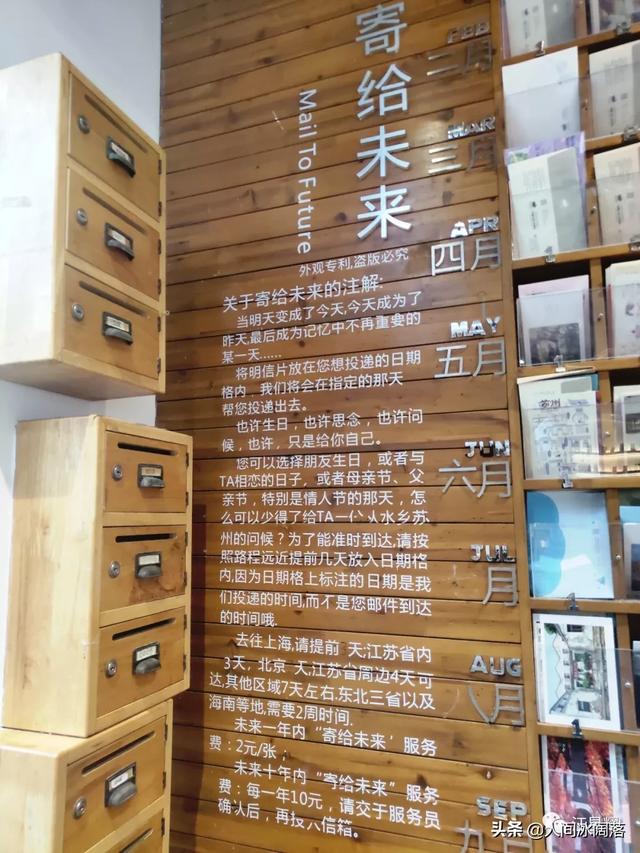 寄给未来
Mail To Future
外观专利,盗版必究
关于寄给未来的注解:
当明天变成了今天,今天成为了
昨天,最后成为记忆中不再重要的
某一天......
将明信片放在您想投递的日期
格内，我们将会在指定的那天
帮您投递出去。
也许生日，也许思念，也许问
候，也许，只是给你自己。
您可以选择朋友生日，或者与
TA相恋的日子，或者母亲节、父
亲节，特别是情人节的那天，怎
么可以少得了给TA一 从水乡苏
州的问候？为了能准时到达,请按
照路程远近提前几天放入日期格
内,因为日期格上标注的日期是我
们投递的时间,而不是您邮件到达
的时间哦.
去往上海,请提前 天,江苏省内
3天，北京 天,江苏省周边4天可
达,其他区域7天左右,东北三省以及
海南等地,需要2周时间.
未来一年内“寄给未来’服务
费：2元/张；
未来十年内“寄给未来”服务
费：每一年10元，请交于服务员
确认后，再投入信箱。
FEB
二月
MAR
三月
APR
四月
MAY
五月
JUN
六月
JUL
月
AUG
八月
SEP
九月
苏州
头条 @人间冰雨落